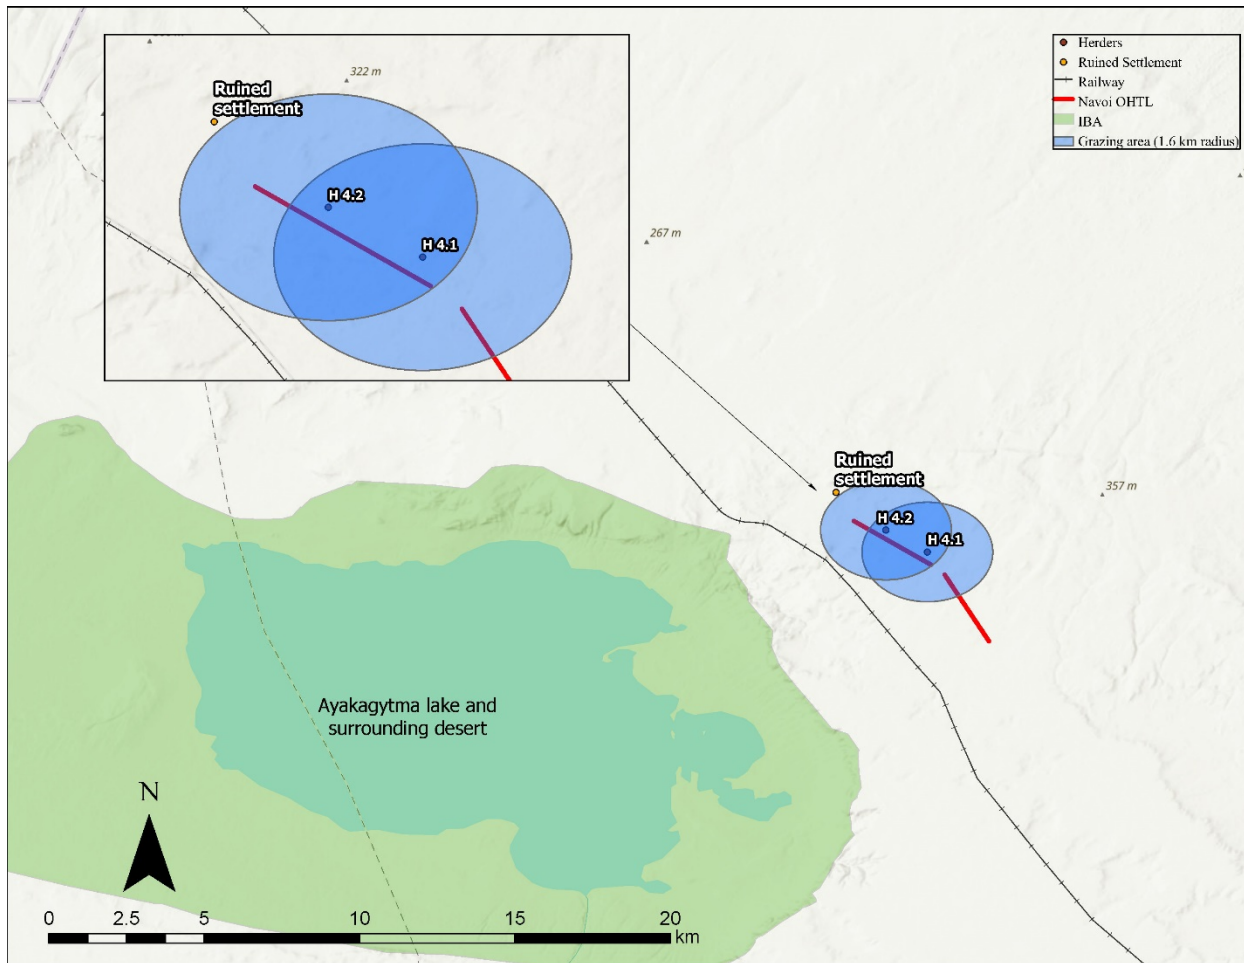 Herders
Ruined Settlement
Railway
Navoi OHTL
IBA
Grazing area (1.6 km radius)
322 m
Ruined
settlement
H 4.2
H 4.1
267 m
Ruined
settlement
357 m
H 4.2
H 4.1
Ayakagytma lake and
surrounding desert
N
0 2.5 5 10 15 20
km